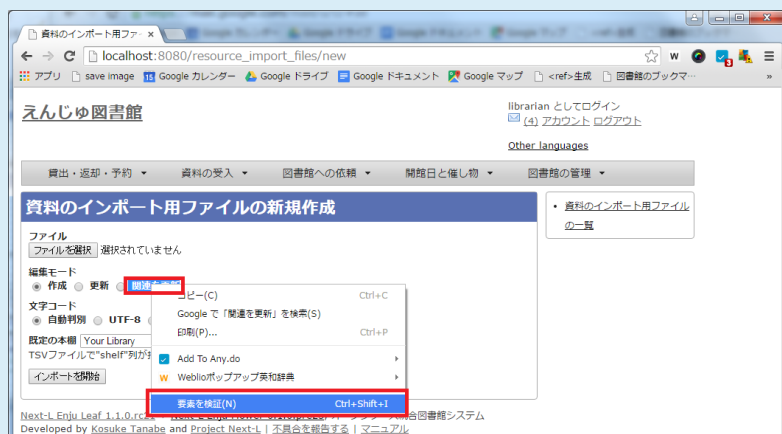 資料のインポート用ファ ×
localhost:8080/resource_import_files/new
アプリ save image Google カレンダー Google ドライブ Google ドキュメント Google マップ <ref>生成 図書館のブックマ… »
えんじゅ図書館
librarian としてログイン
(4) アカウント ログアウト
Other languages
貸出・返却・予約 ▼ 資料の受入 ▼ 図書館への依頼 ▼ 開館日と催し物 ▼ 図書館の管理 ▼
資料のインポート用ファイルの新規作成
• 資料のインポート用ファイル
の一覧
ファイル
ファイルを選択 選択されていません
編集モード
作成 更新 関連を更新
文字コード
自動判別 UTF-8
既定の本棚 Your Library
TSVファイルで"shelf"列が
インポートを開始
コピー(C) Ctrl+C
Google で「関連を更新」を検索(S)
印刷(P)... Ctrl+P
Add To Any.do
Weblioポップアップ英和辞典
要素を検証(N) Ctrl+Shift+I
Next-L Enju Leaf 1.1.0.rc 合図書館システム
Developed by Kosuke Tanabe and Project Next-L | 不具合を報告する | マニュアル